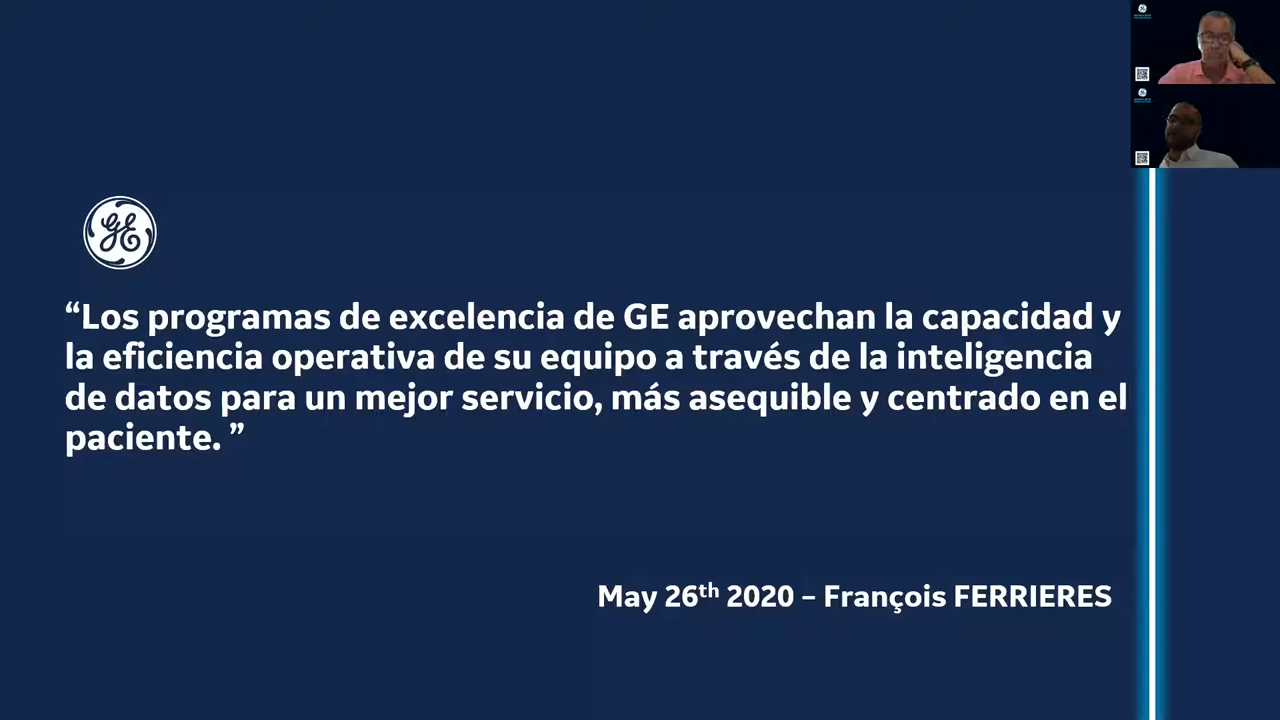 GE
“Los programas de excelencia de GE aprovechan la capacidad y
la eficiencia operativa de su equipo a través de la inteligencia
de datos para un mejor servicio, más asequible y centrado en el
paciente. ”
May 26th 2020 – François FERRIERES